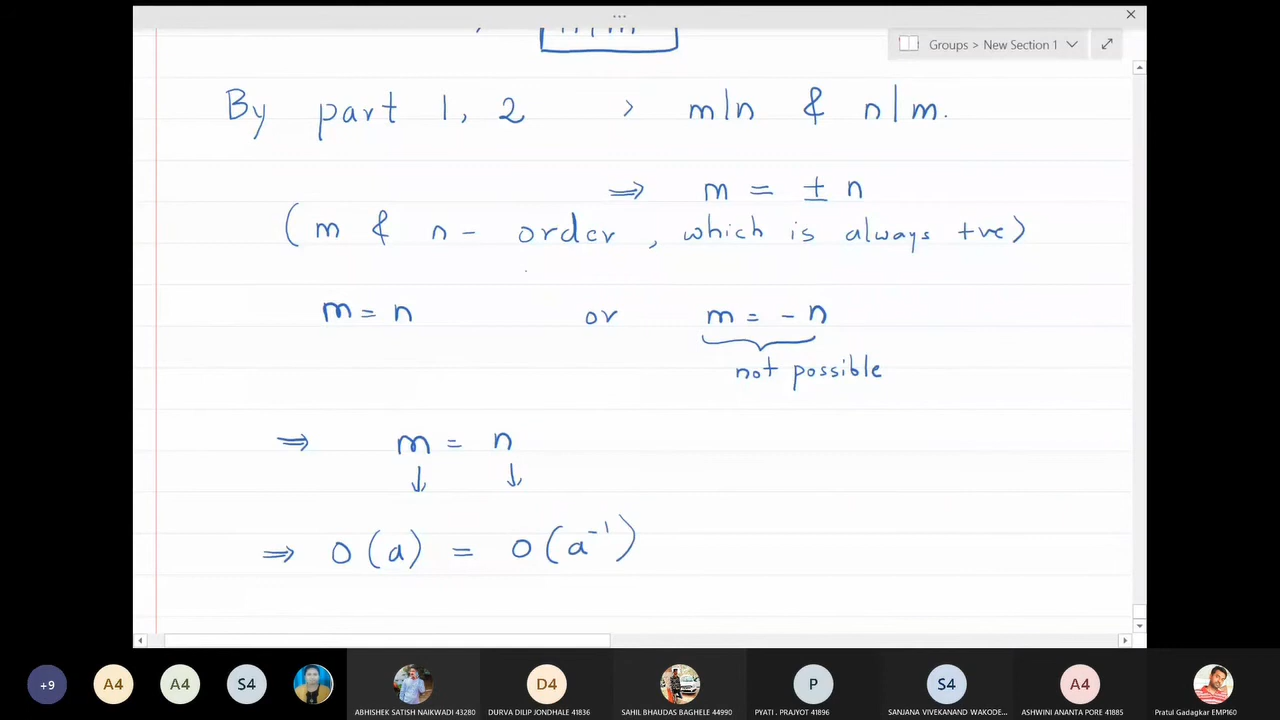 Groups > New Section 1
By part 1, 2 > m|n & n|m.
⇒ m = ± n
(m & n - order, which is always +ve)
m = n or m = - n
not possible
⇒ m = n
↓ ↓
⇒ O(a) = O(a⁻¹)
+9 A4 A4 S4 D4 P S4 A4
ABHISHEK SATISH NAIKWADI 43280 DURVA DILIP JONDHALE 41836 SAHIL BHAUDAS BAGHELE 44990 PYATI . PRAJYOT 41896 SANJANA VIVEKANAND WAKODE... ASHWINI ANANTA PORE 41885 Pratul Gadagkar EMP160